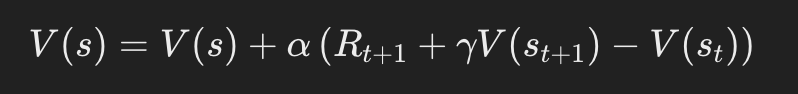 V(s) = V(s) + α (R_{t+1} + γV(s_{t+1}) − V(s_t))